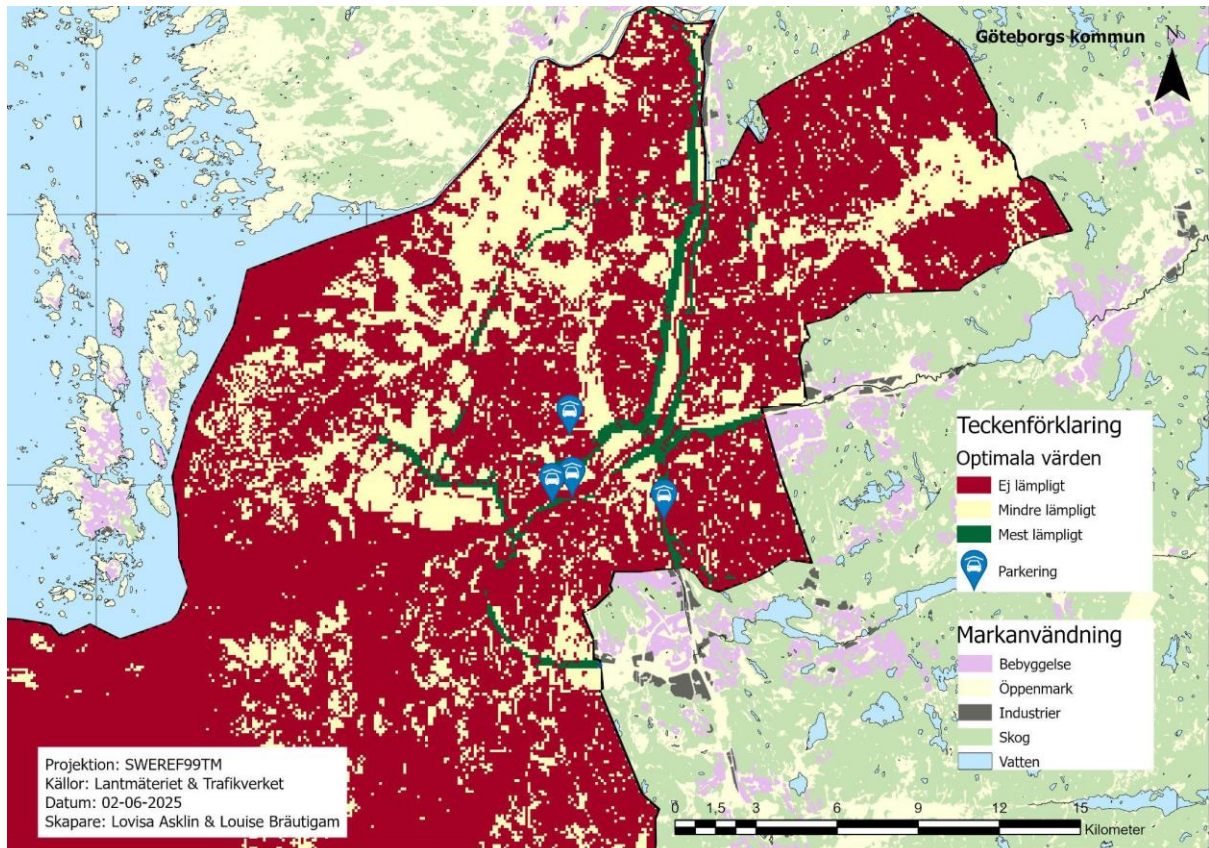 Göteborgs kommun
N
Teckenförklaring
Optimala värden
Ej lämpligt
Mindre lämpligt
Mest lämpligt
Parkering
Markanvändning
Bebyggelse
Öppenmark
Industrier
Skog
Vatten
Projektion: SWEREF99TM
Källor: Lantmäteriet & Trafikverket
Datum: 02-06-2025
Skapare: Lovisa Asklin & Louise Bräutigam
0 1,5 3 6 9 12 15
Kilometer